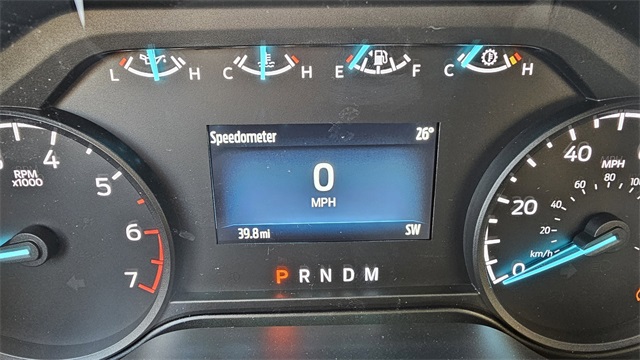 L H C H E F C H
Speedometer 26°
0
MPH
39.8 mi SW
P R N D M
RPM
x1000
4
5
6
7
0
20
40
MPH
20
40
60
80
km/h